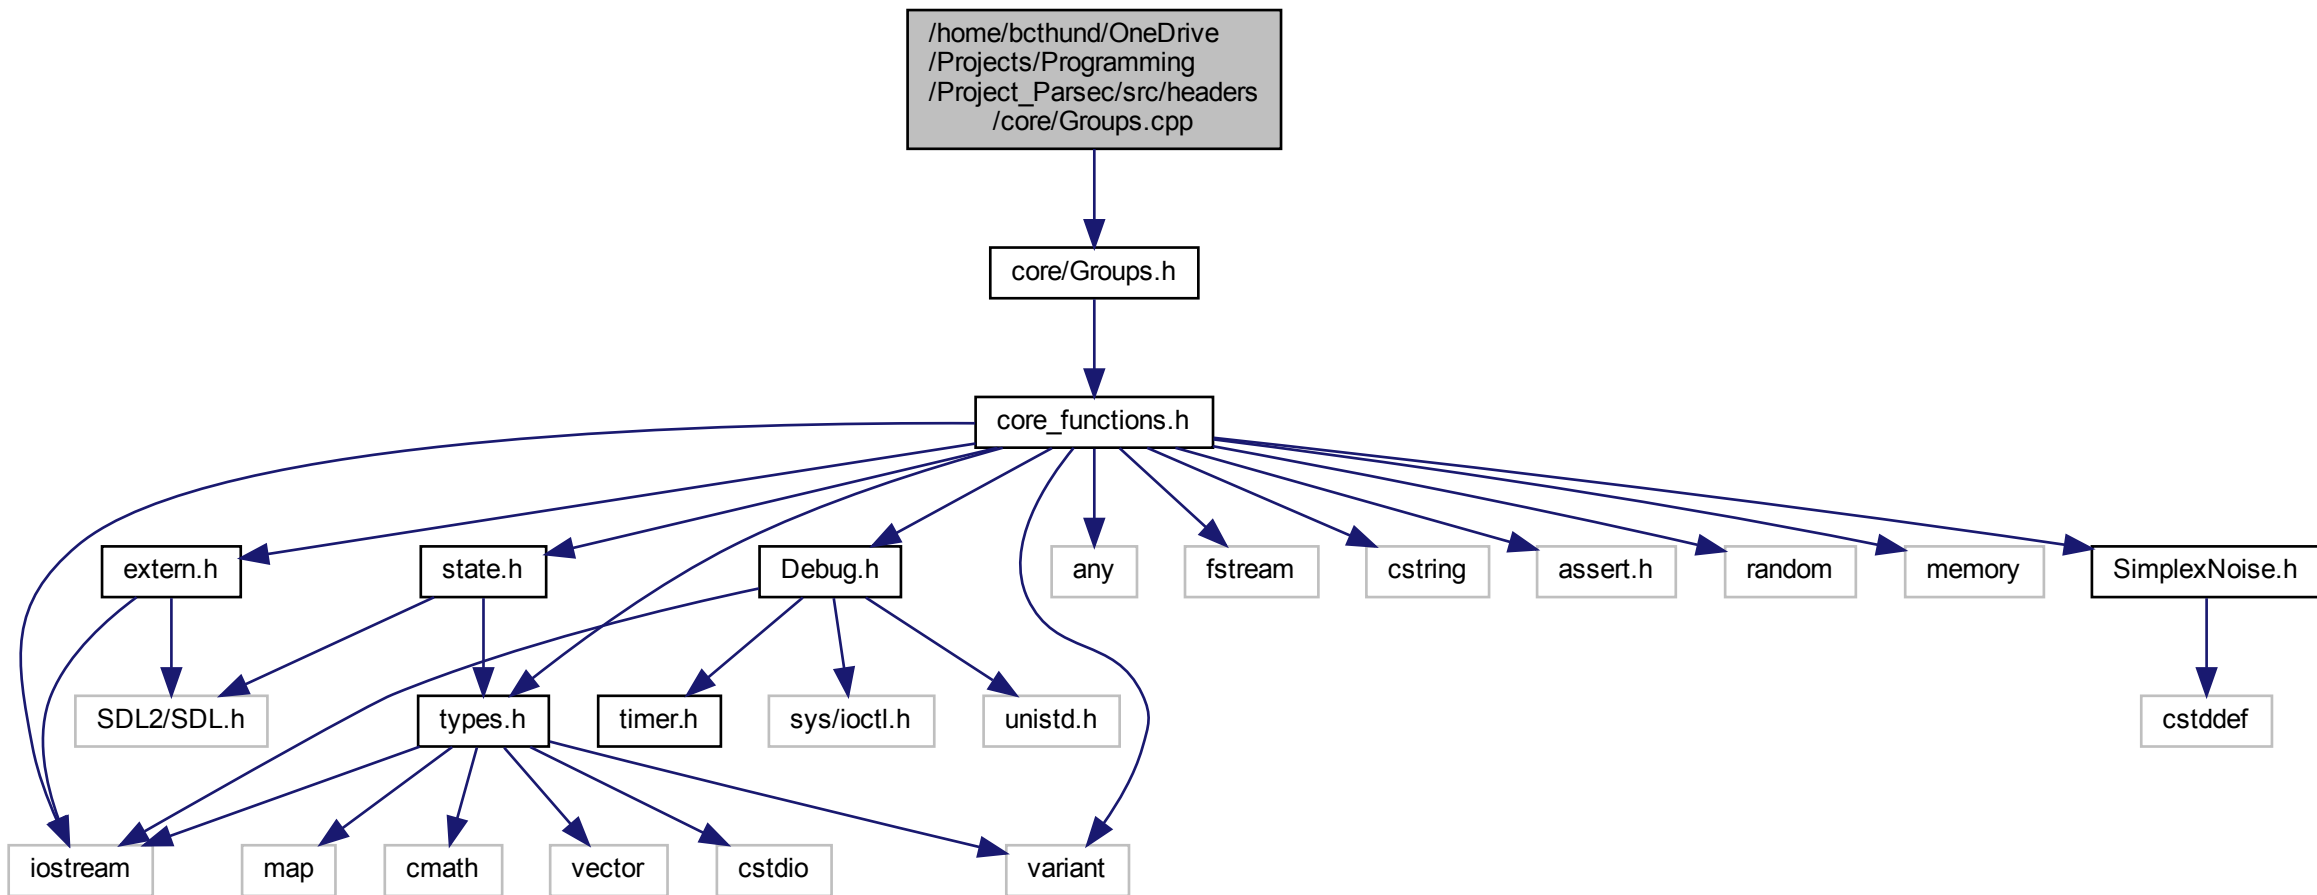 /home/bcthund/OneDrive
/Projects/Programming
/Project_Parsec/src/headers
/core/Groups.cpp
core/Groups.h
core_functions.h
extern.h
state.h
Debug.h
any
fstream
cstring
assert.h
random
memory
SimplexNoise.h
SDL2/SDL.h
types.h
timer.h
sys/ioctl.h
unistd.h
cstddef
iostream
map
cmath
vector
cstdio
variant